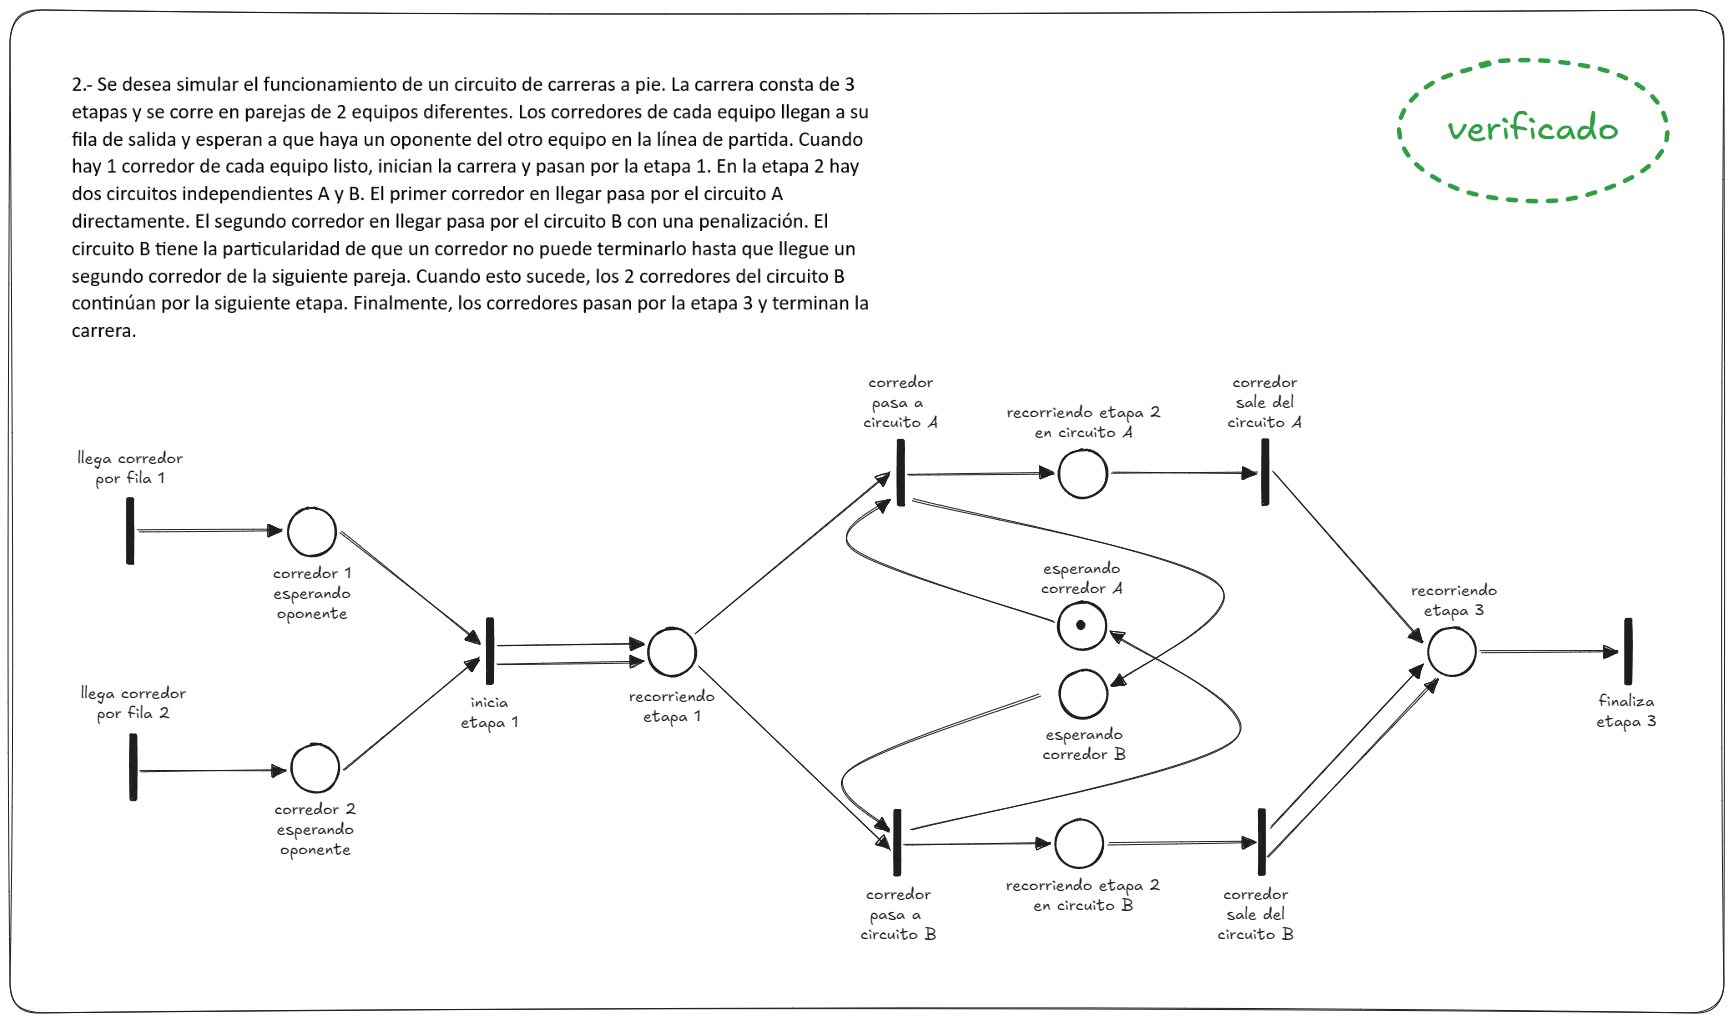 2.- Se desea simular el funcionamiento de un circuito de carreras a pie. La carrera consta de 3
etapas y se corre en parejas de 2 equipos diferentes. Los corredores de cada equipo llegan a su
fila de salida y esperan a que haya un oponente del otro equipo en la línea de partida. Cuando
hay 1 corredor de cada equipo listo, inician la carrera y pasan por la etapa 1. En la etapa 2 hay
dos circuitos independientes A y B. El primer corredor en llegar pasa por el circuito A
directamente. El segundo corredor en llegar pasa por el circuito B con una penalización. El
circuito B tiene la particularidad de que un corredor no puede terminarlo hasta que llegue un
segundo corredor de la siguiente pareja. Cuando esto sucede, los 2 corredores del circuito B
continúan por la siguiente etapa. Finalmente, los corredores pasan por la etapa 3 y terminan la
carrera.
verificado
llega corredor
por fila 1
corredor 1
esperando
oponente
llega corredor
por fila 2
corredor 2
esperando
oponente
inicia
etapa 1
recorriendo
etapa 1
corredor
pasa a
circuito A
recorriendo etapa 2
en circuito A
corredor
sale del
circuito A
esperando
corredor A
esperando
corredor B
corredor
pasa a
circuito B
recorriendo etapa 2
en circuito B
corredor
sale del
circuito B
recorriendo
etapa 3
finaliza
etapa 3